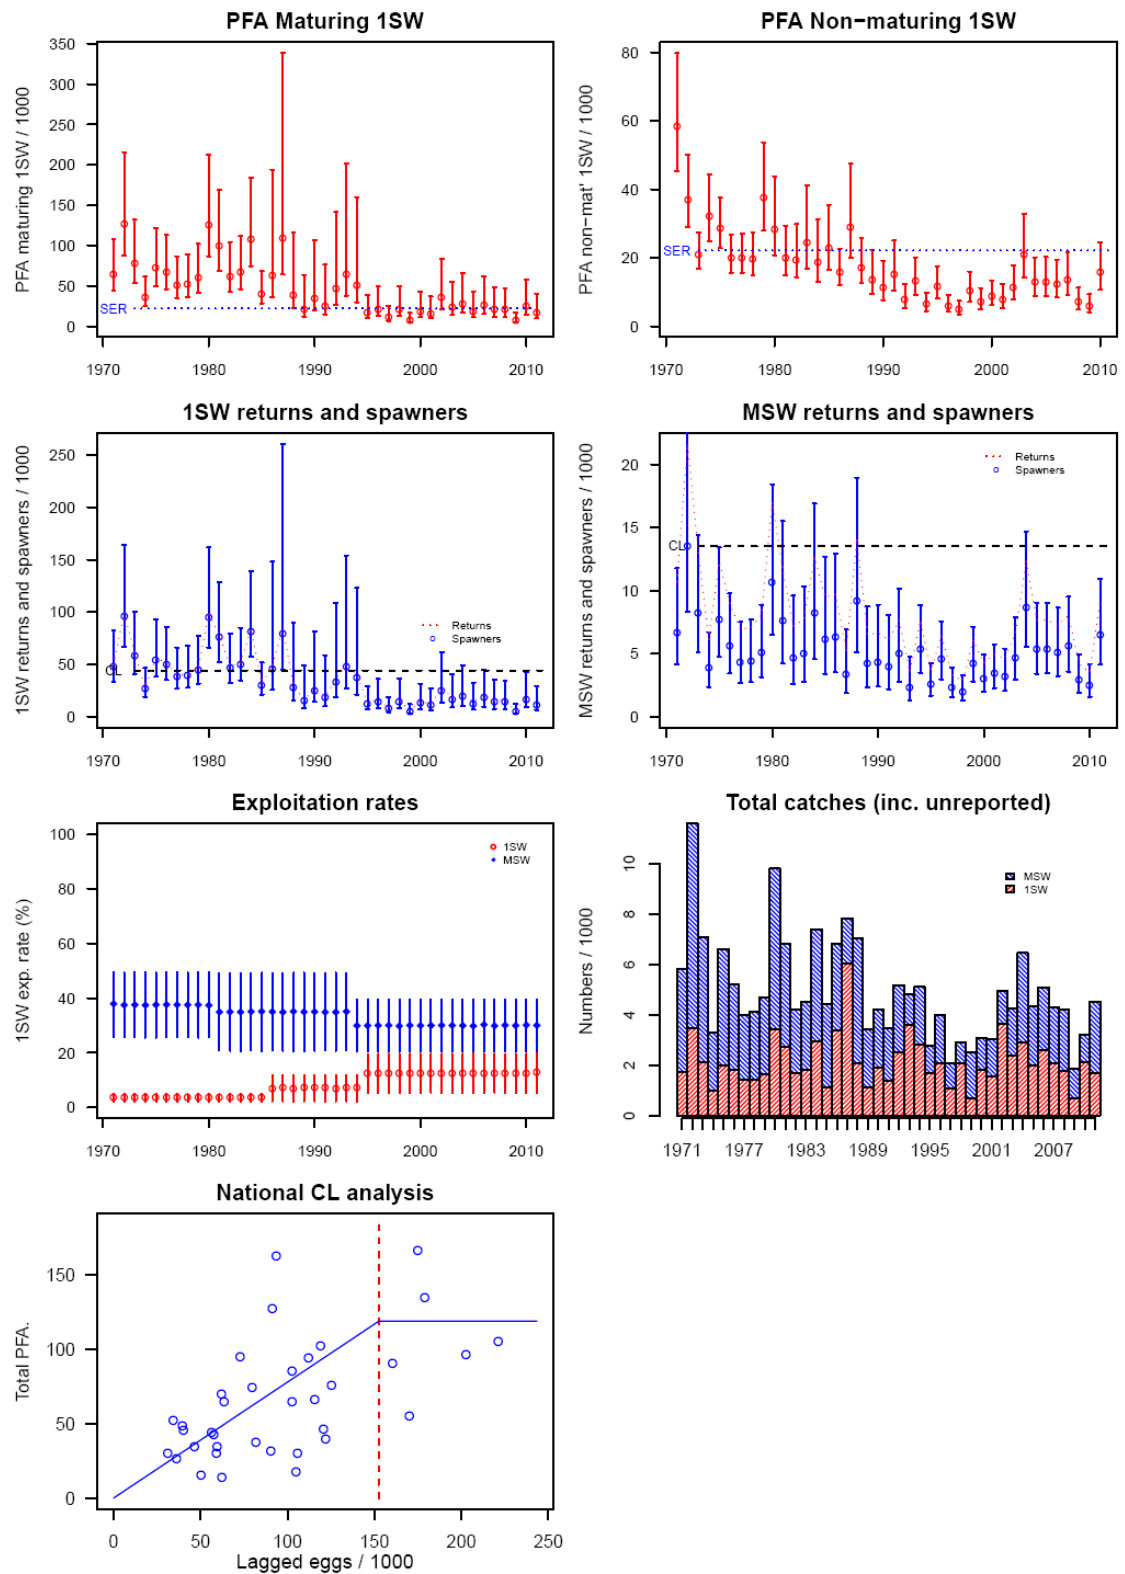 PFA Maturing 1SW
PFA maturing 1SW / 1000
350
300
250
200
150
100
50
0
SER
1970 1980 1990 2000 2010
PFA Non−maturing 1SW
PFA non−mat' 1SW / 1000
80
60
40
20
0
SER
1970 1980 1990 2000 2010
1SW returns and spawners
1SW returns and spawners / 1000
250
200
150
100
50
0
CL
Returns
Spawners
1970 1980 1990 2000 2010
MSW returns and spawners
MSW returns and spawners / 1000
20
15
10
5
0
CL
Returns
Spawners
1970 1980 1990 2000 2010
Exploitation rates
1SW exp. rate (%)
100
80
60
40
20
0
1SW
MSW
1970 1980 1990 2000 2010
Total catches (inc. unreported)
Numbers / 1000
10
8
6
4
2
0
MSW
1SW
1971 1977 1983 1989 1995 2001 2007
National CL analysis
Total PFA.
150
100
50
0
0 50 100 150 200 250
Lagged eggs / 1000